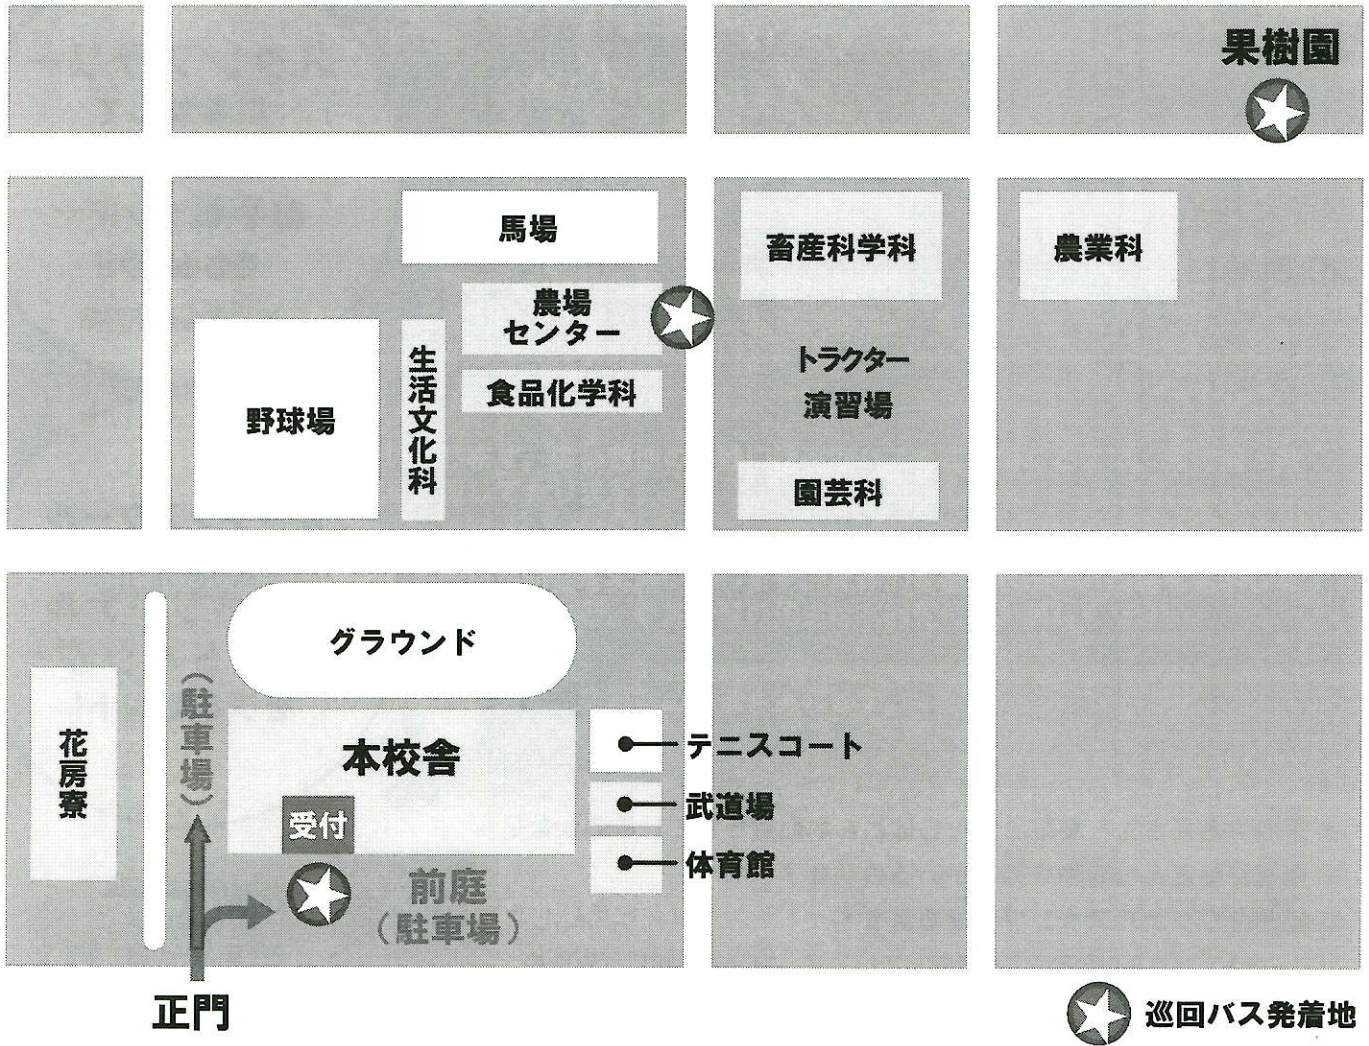 果樹園
馬場
畜産科学科
農業科
農場
センター
トラクター
演習場
生活文化科
食品化学科
野球場
園芸科
グラウンド
(駐車場)
花房寮
本校舎
テニスコート
武道場
受付
体育館
前庭
(駐車場)
正門
巡回バス発着地